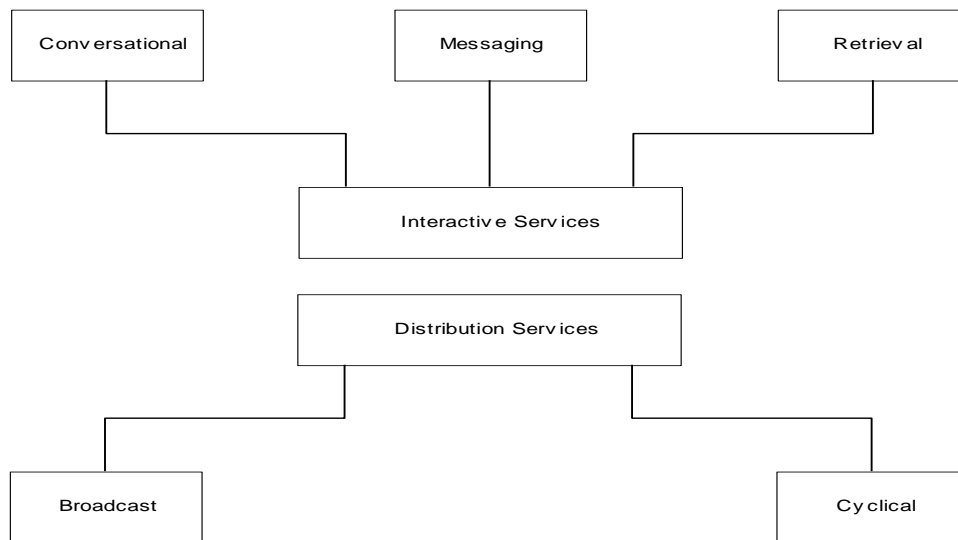 Conversational
Messaging
Retrieval
Interactive Services
Distribution Services
Broadcast
Cyclical